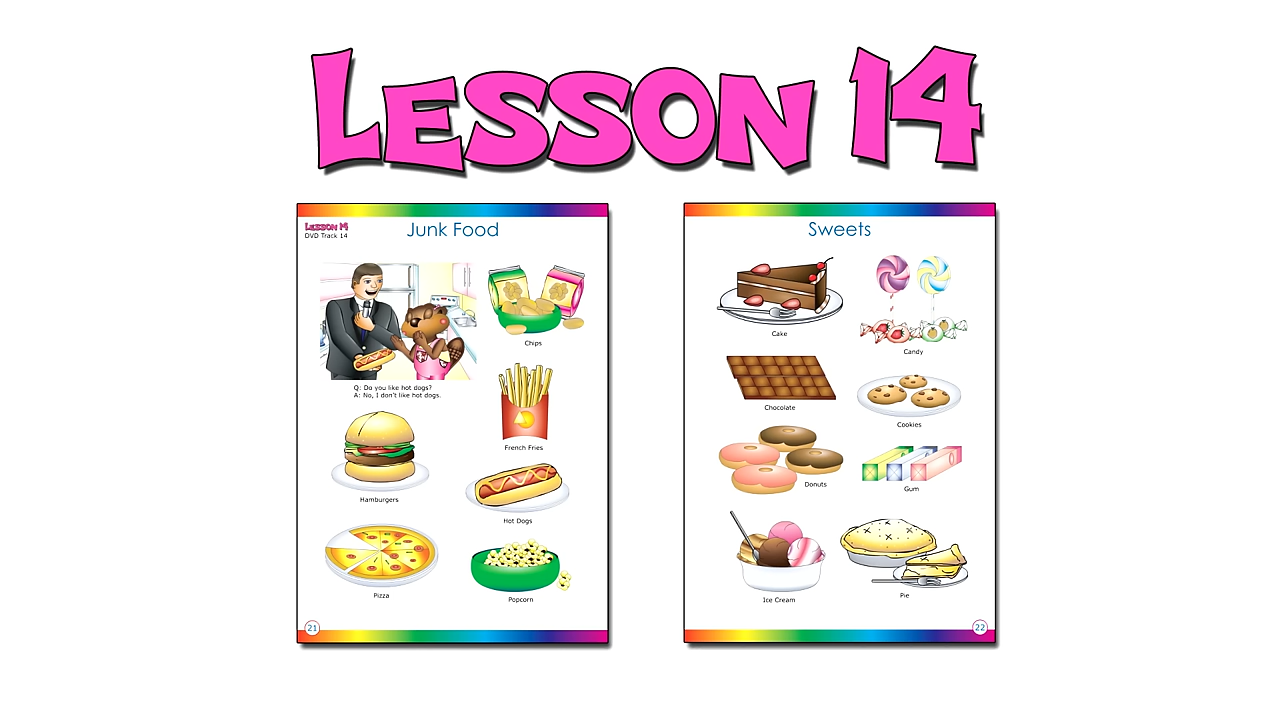 LESSON 14
LESSON 14
DVD Track 14
Junk Food
Chips
Q: Do you like hot dogs?
A: No, I don't like hot dogs.
French Fries
Hamburgers
Hot Dogs
Pizza
Popcorn
21
Sweets
Cake
Candy
Chocolate
Cookies
Donuts
Gum
Ice Cream
Pie
22